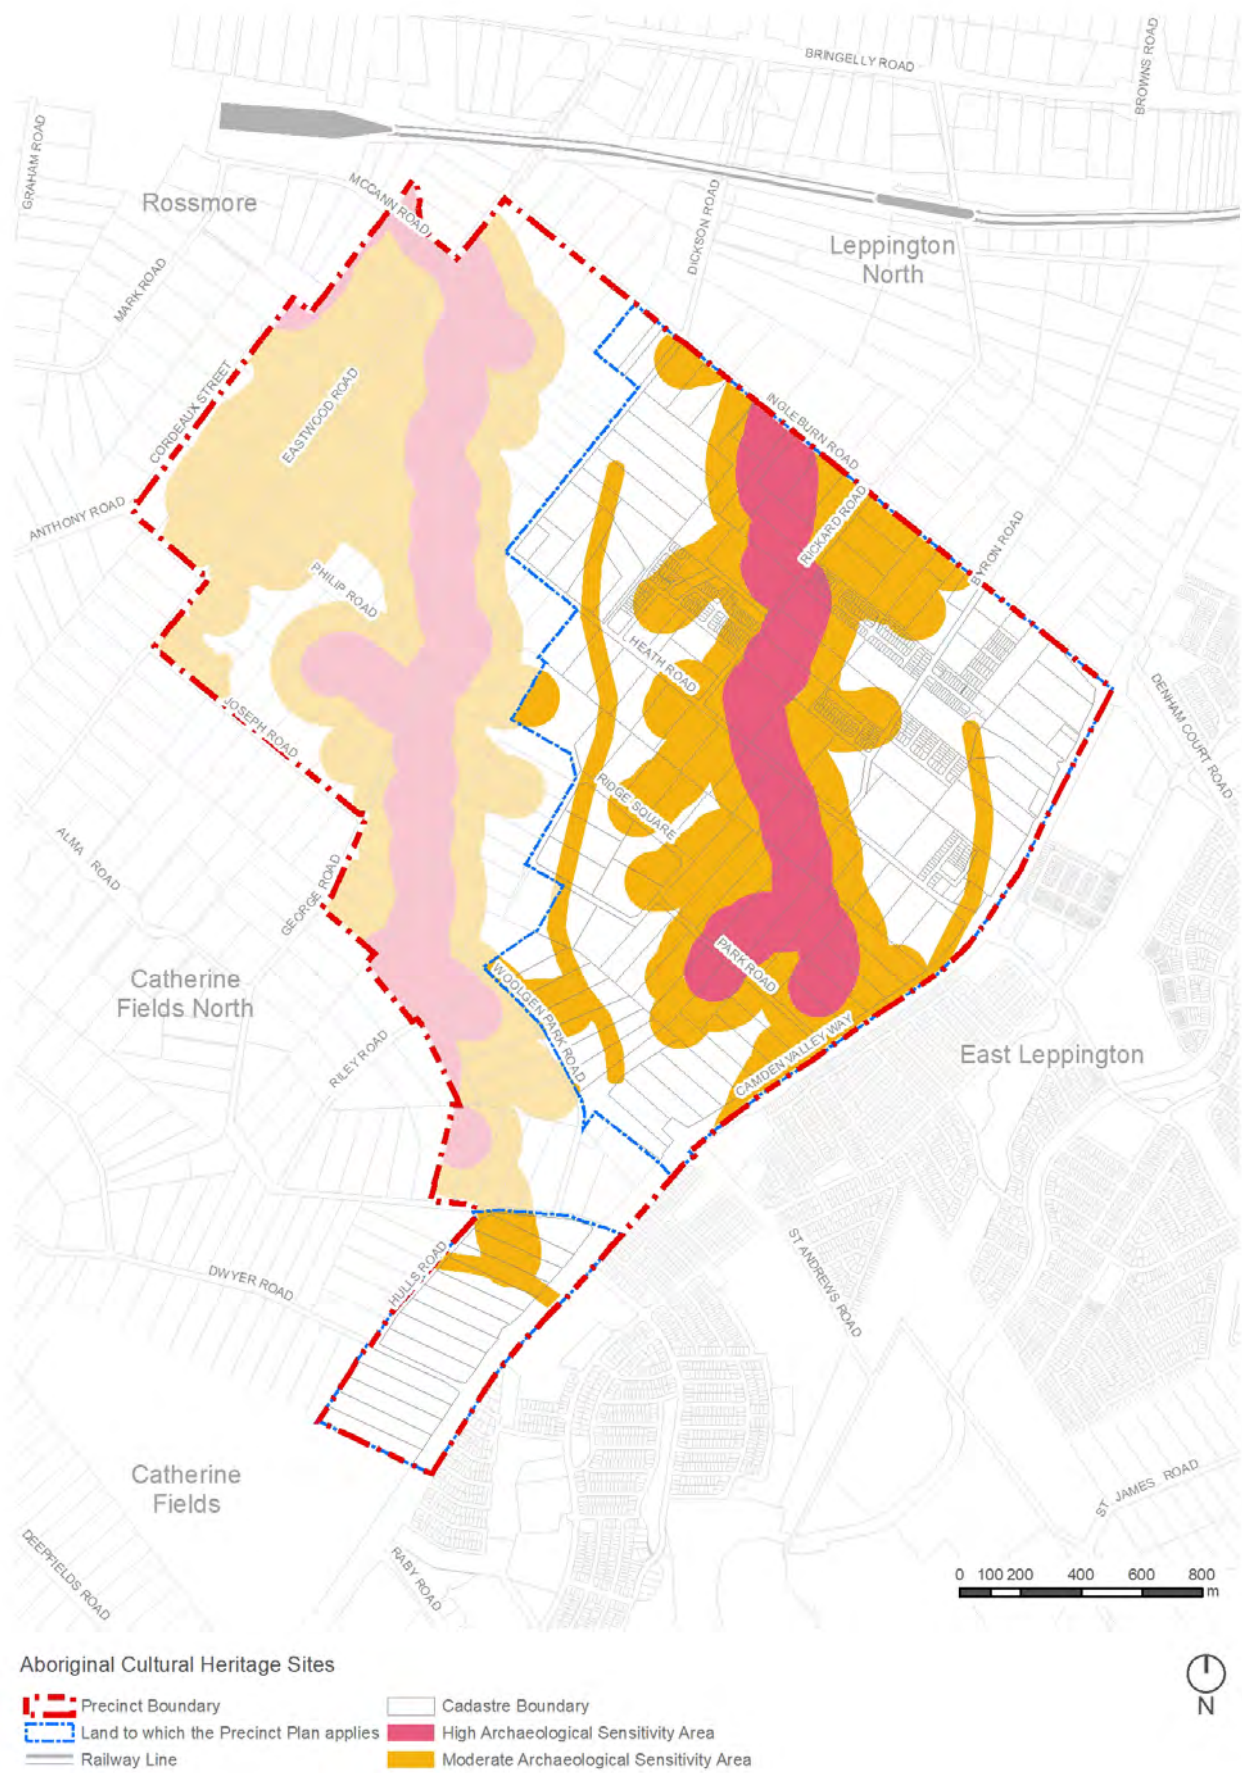 BRINGELLY ROAD
BROWNS ROAD
GRAHAM ROAD
MCCANN ROAD
Rossmore
DICKSON ROAD
Leppington
North
MARK ROAD
CORDEAUX STREET
EASTWOOD ROAD
INGLEBURN ROAD
ANTHONY ROAD
RICKARD ROAD
BYRON ROAD
PHILIP ROAD
HEATH ROAD
DENHAM COURT ROAD
JOSEPH ROAD
RIDGE SQUARE
ALMA ROAD
GEORGE ROAD
PARK ROAD
Catherine
Fields North
WOOLGEN PARK ROAD
RILEY ROAD
CAMDEN VALLEY WAY
East Leppington
HULLS ROAD
DWYER ROAD
ST ANDREWS ROAD
Catherine
Fields
ST JAMES ROAD
DEEPFIELDS ROAD
RABY ROAD
0 100 200 400 600 800
m
Aboriginal Cultural Heritage Sites
N
Precinct Boundary
Cadastre Boundary
Land to which the Precinct Plan applies
High Archaeological Sensitivity Area
Railway Line
Moderate Archaeological Sensitivity Area